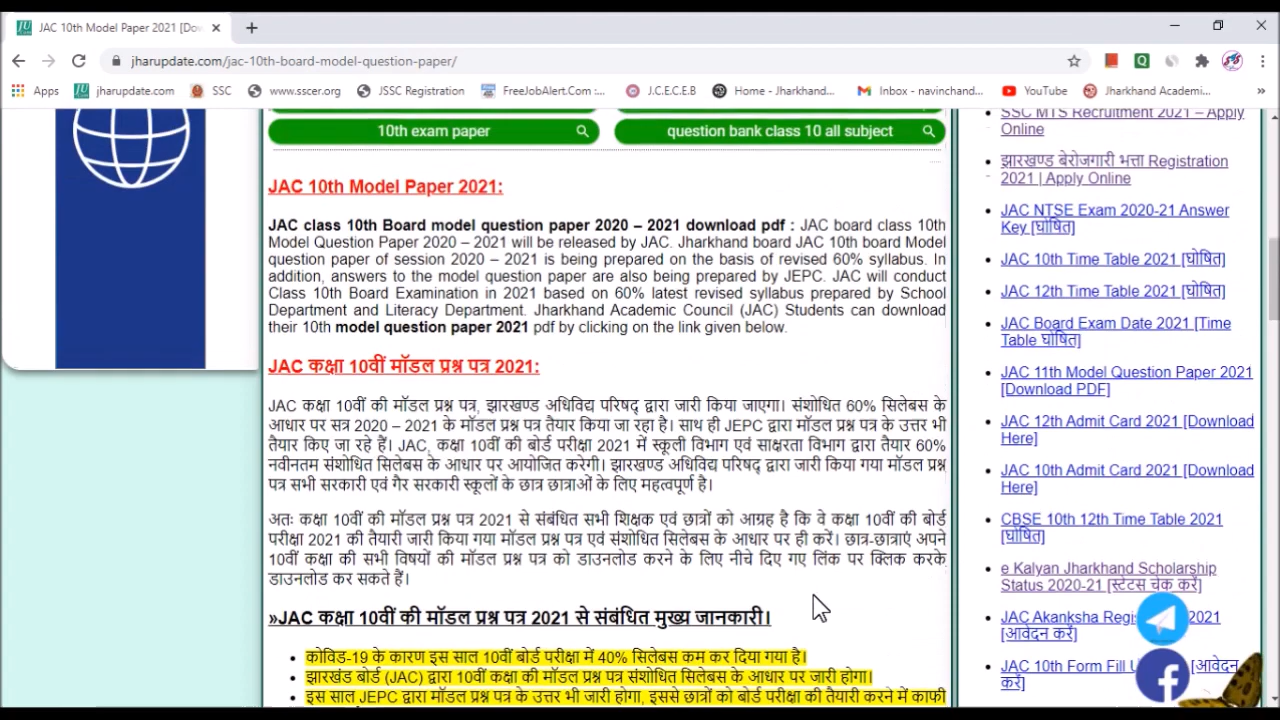 JAC 10th Model Paper 2021 [Do
jharupdate.com/jac-10th-board-model-question-paper/
Apps
jharupdate.com
SSC
www.sscer.org
JSSC Registration
FreeJobAlert.Com :...
J.C.E.C.E.B
Home - Jharkhand...
Inbox - navinchand...
YouTube
Jharkhand Academi...
10th exam paper
question bank class 10 all subject
JAC 10th Model Paper 2021:
JAC class 10th Board model question paper 2020 – 2021 download pdf : JAC board class 10th
Model Question Paper 2020 – 2021 will be released by JAC. Jharkhand board JAC 10th board Model
question paper of session 2020 – 2021 is being prepared on the basis of revised 60% syllabus. In
addition, answers to the model question paper are also being prepared by JEPC. JAC will conduct
Class 10th Board Examination in 2021 based on 60% latest revised syllabus prepared by School
Department and Literacy Department. Jharkhand Academic Council (JAC) Students can download
their 10th model question paper 2021 pdf by clicking on the link given below.
JAC कक्षा 10वीं मॉडल प्रश्न पत्र 2021:
JAC कक्षा 10वीं की मॉडल प्रश्न पत्र, झारखण्ड अधिविद्य परिषद् द्वारा जारी किया जाएगा। संशोधित 60% सिलेबस के
आधार पर सत्र 2020 – 2021 के मॉडल प्रश्न पत्र तैयार किया जा रहा है। साथ ही JEPC द्वारा मॉडल प्रश्न पत्र के उत्तर भी
तैयार किए जा रहे हैं। JAC, कक्षा 10वीं की बोर्ड परीक्षा 2021 में स्कूली विभाग एवं साक्षरता विभाग द्वारा तैयार 60%
नवीनतम संशोधित सिलेबस के आधार पर आयोजित करेगी। झारखण्ड अधिविद्य परिषद् द्वारा जारी किया गया मॉडल प्रश्न
पत्र सभी सरकारी एवं गैर सरकारी स्कूलों के छात्र छात्राओं के लिए महत्वपूर्ण है।
अतः कक्षा 10वीं की मॉडल प्रश्न पत्र 2021 से संबंधित सभी शिक्षक एवं छात्रों को आग्रह है कि वे कक्षा 10वीं की बोर्ड
परीक्षा 2021 की तैयारी जारी किया गया मॉडल प्रश्न पत्र एवं संशोधित सिलेबस के आधार पर ही करें। छात्र-छात्राएं अपने
10वीं कक्षा की सभी विषयों की मॉडल प्रश्न पत्र को डाउनलोड करने के लिए नीचे दिए गए लिंक पर क्लिक करके
डाउनलोड कर सकते हैं।
»JAC कक्षा 10वीं की मॉडल प्रश्न पत्र 2021 से संबंधित मुख्य जानकारी।
कोविड-19 के कारण इस साल 10वीं बोर्ड परीक्षा में 40% सिलेबस कम कर दिया गया है।
झारखंड बोर्ड (JAC) द्वारा 10वीं कक्षा की मॉडल प्रश्न पत्र संशोधित सिलेबस के आधार पर जारी होगा।
इस साल JEPC द्वारा मॉडल प्रश्न पत्र के उत्तर भी जारी होगा, इससे छात्रों को बोर्ड परीक्षा की तैयारी करने में काफी
SSC MTS Recruitment 2021 – Apply
Online
झारखण्ड बेरोजगारी भत्ता Registration
2021 | Apply Online
JAC NTSE Exam 2020-21 Answer
Key [घोषित]
JAC 10th Time Table 2021 [घोषित]
JAC 12th Time Table 2021 [घोषित]
JAC Board Exam Date 2021 [Time
Table घोषित]
JAC 11th Model Question Paper 2021
[Download PDF]
JAC 12th Admit Card 2021 [Download
Here]
JAC 10th Admit Card 2021 [Download
Here]
CBSE 10th 12th Time Table 2021
[घोषित]
e Kalyan Jharkhand Scholarship
Status 2020-21 [स्टेटस चेक करें]
JAC Akanksha Regi 2021
[आवेदन करें]
JAC 10th Form Fill U [आवेदन
करें]